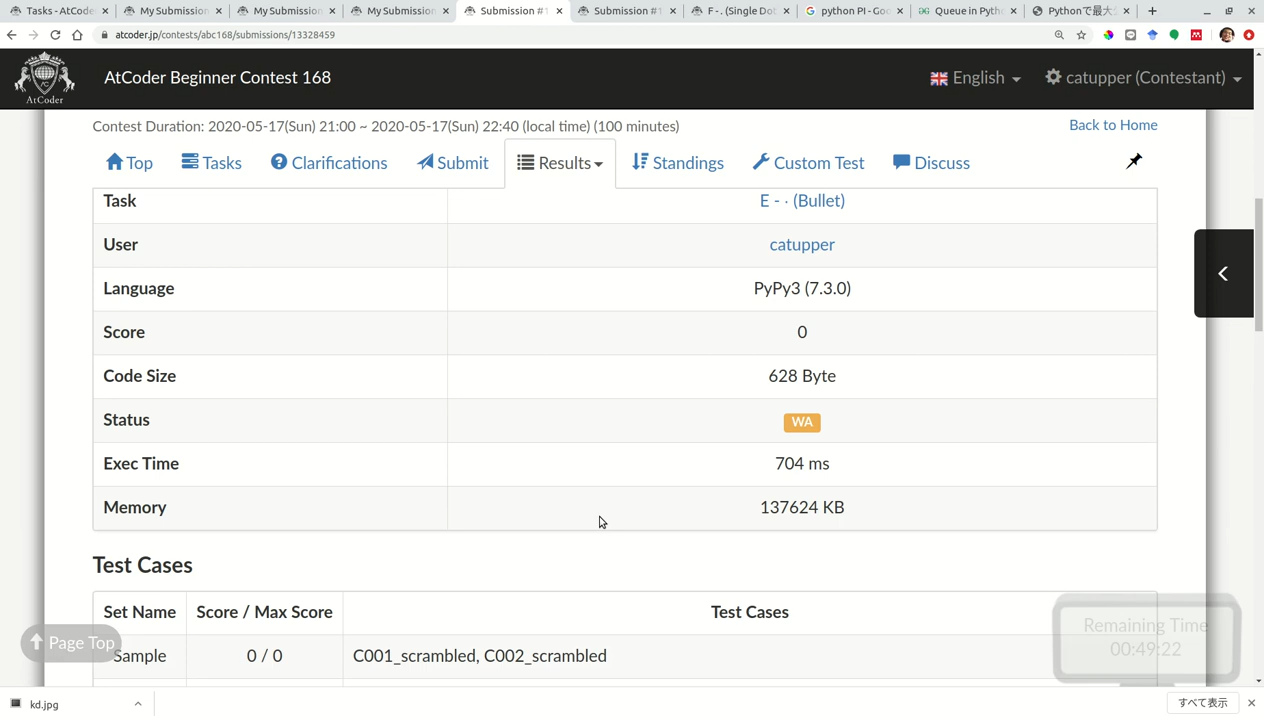 Tasks - AtCoder
My Submission
My Submission
My Submission
Submission #1
Submission #1
F - . (Single Dot
python PI - Goo
Queue in Pytho
Pythonで最大
atcoder.jp/contests/abc168/submissions/13328459
AtCoder
AtCoder Beginner Contest 168
English
catupper (Contestant)
Contest Duration: 2020-05-17(Sun) 21:00 ~ 2020-05-17(Sun) 22:40 (local time) (100 minutes)
Back to Home
Top
Tasks
Clarifications
Submit
Results
Standings
Custom Test
Discuss
Task E - · (Bullet)
User catupper
Language PyPy3 (7.3.0)
Score 0
Code Size 628 Byte
Status WA
Exec Time 704 ms
Memory 137624 KB
Test Cases
Set Name Score / Max Score Test Cases
Sample 0 / 0 C001_scrambled, C002_scrambled
Page Top
Remaining Time
00:49:22
kd.jpg
すべて表示